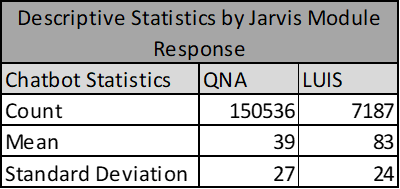 Descriptive Statistics by Jarvis Module
Response
Chatbot Statistics QNA LUIS
Count 150536 7187
Mean 39 83
Standard Deviation 27 24